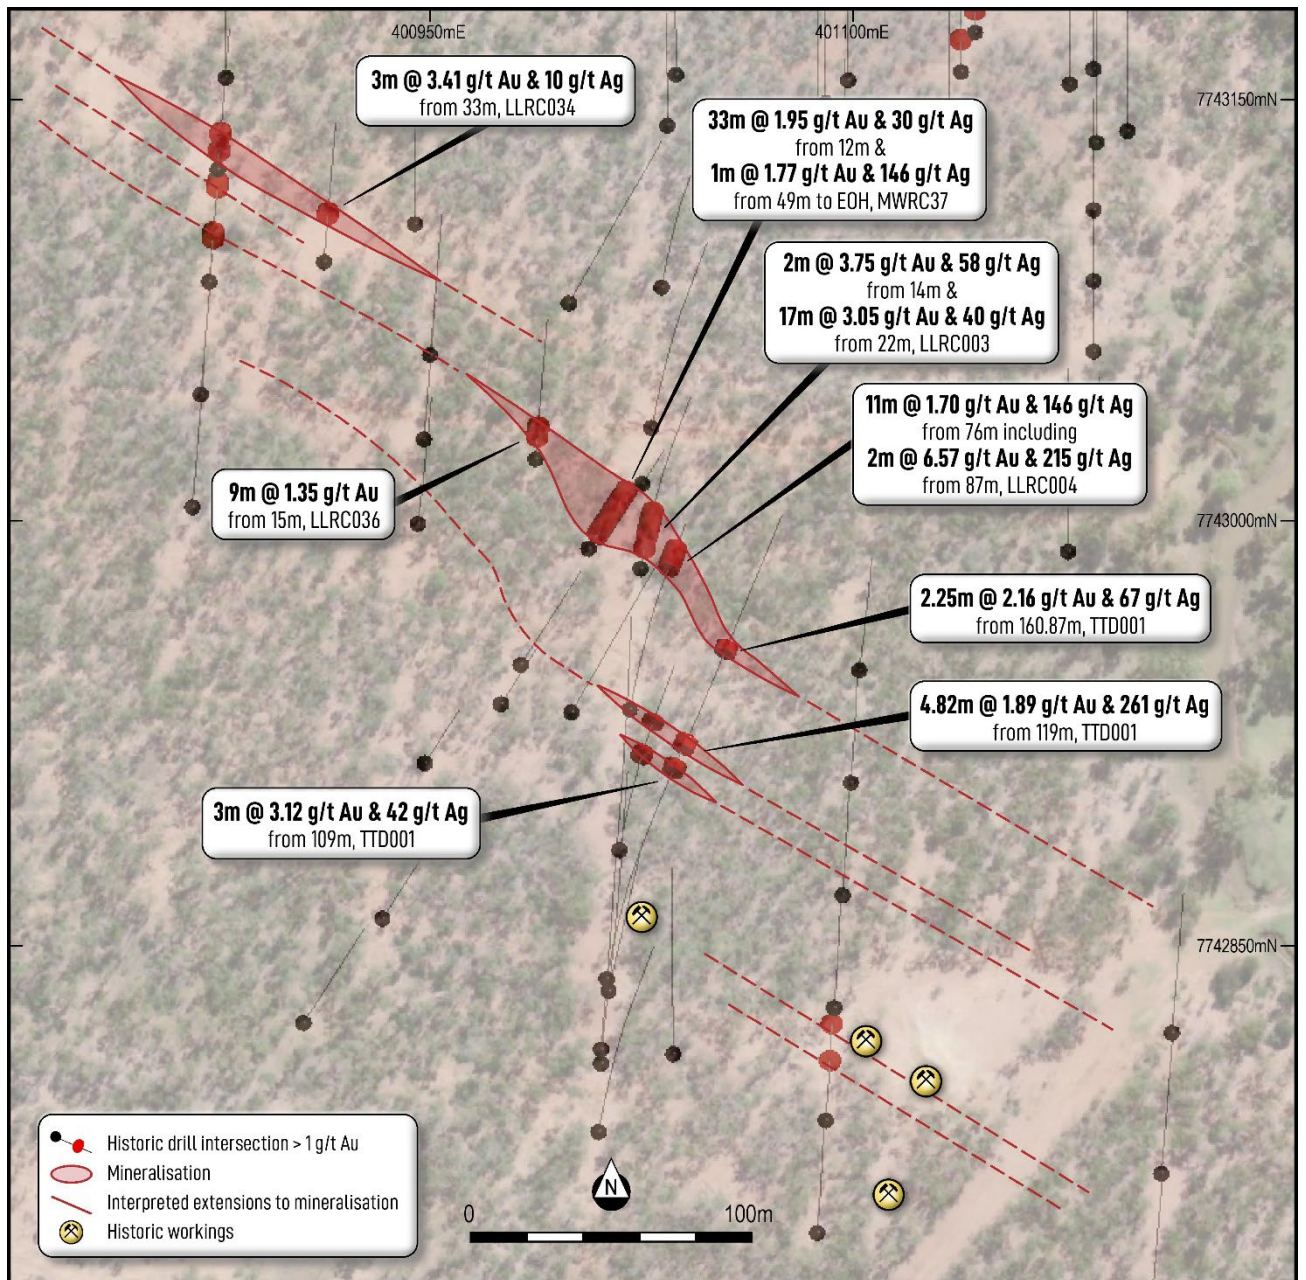 400950mE
401100mE
7743150mN
3m @ 3.41 g/t Au & 10 g/t Ag
from 33m, LLRC034
33m @ 1.95 g/t Au & 30 g/t Ag
from 12m &
1m @ 1.77 g/t Au & 146 g/t Ag
from 49m to EOH, MWRC37
2m @ 3.75 g/t Au & 58 g/t Ag
from 14m &
17m @ 3.05 g/t Au & 40 g/t Ag
from 22m, LLRC003
11m @ 1.70 g/t Au & 146 g/t Ag
from 76m including
2m @ 6.57 g/t Au & 215 g/t Ag
from 87m, LLRC004
9m @ 1.35 g/t Au
from 15m, LLRC036
7743000mN
2.25m @ 2.16 g/t Au & 67 g/t Ag
from 160.87m, TTD001
4.82m @ 1.89 g/t Au & 261 g/t Ag
from 119m, TTD001
3m @ 3.12 g/t Au & 42 g/t Ag
from 109m, TTD001
7742850mN
Historic drill intersection > 1 g/t Au
Mineralisation
Interpreted extensions to mineralisation
Historic workings
N
0 100m